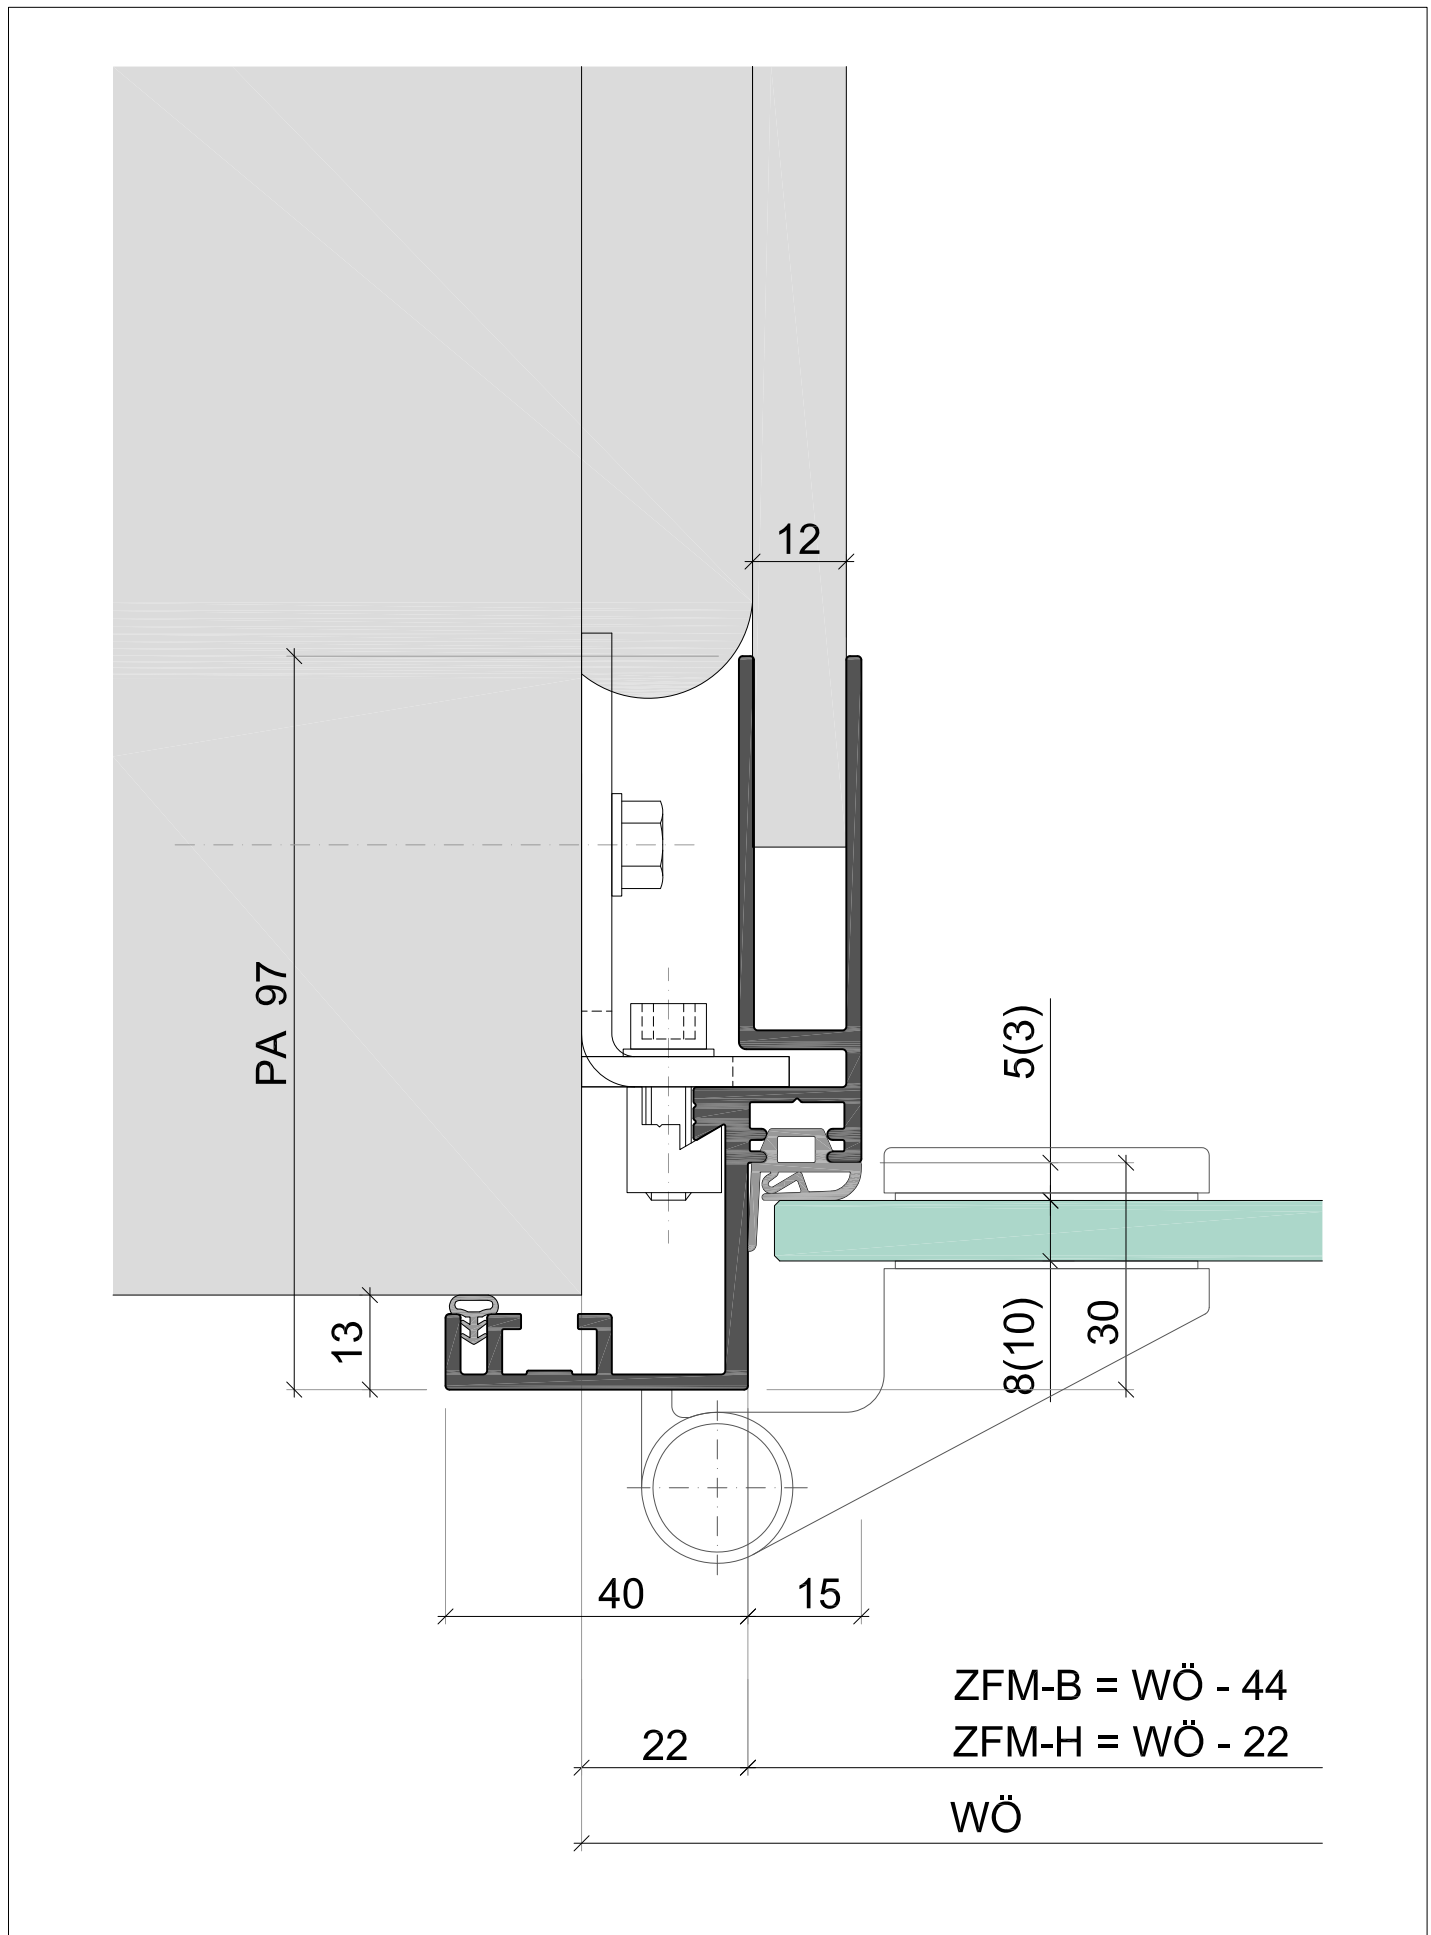 12
PA 97
5(3)
13
8(10)
30
40
15
ZFM-B = WÖ - 44
22
ZFM-H = WÖ - 22
WÖ